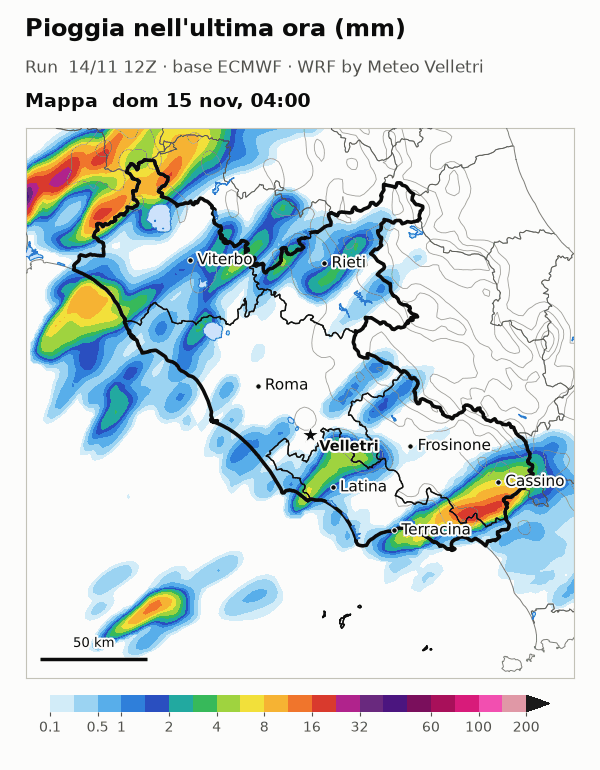 Pioggia nell'ultima ora (mm)
Run 14/11 12Z · base ECMWF · WRF by Meteo Velletri
Mappa dom 15 nov, 04:00
Viterbo
Rieti
Roma
Velletri
Frosinone
Latina
Cassino
Terracina
50 km
0.1 0.5 1 2 4 8 16 32 60 100 200